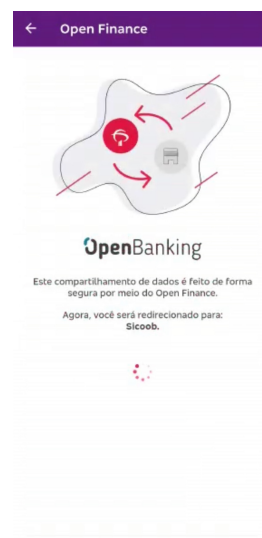 Open Finance
OpenBanking
Este compartilhamento de dados é feito de forma
segura por meio do Open Finance.
Agora, você será redirecionado para:
Sicoob.